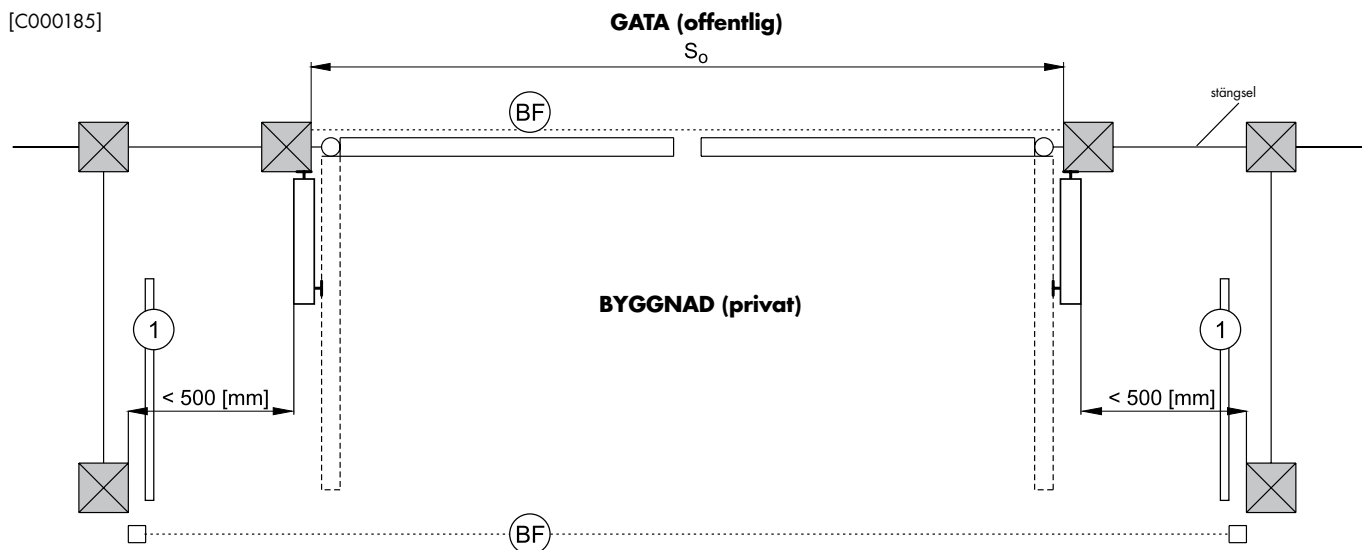 [C000185]
GATA (offentlig)
So
BF
stängsel
BYGGNAD (privat)
1
1
< 500 [mm]
< 500 [mm]
BF